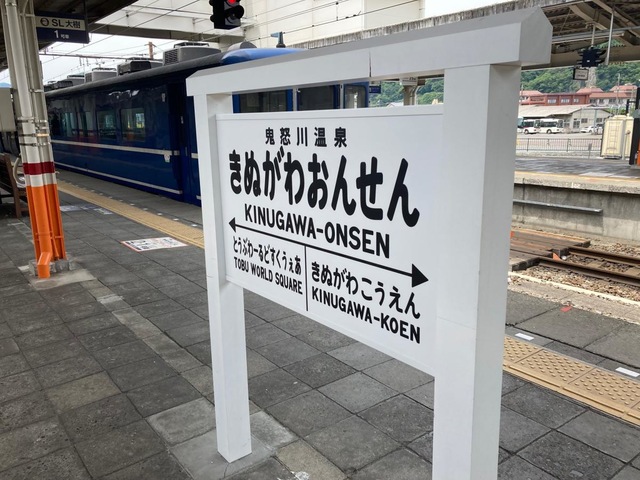 SL大樹
1号車
鬼怒川温泉
きぬがわおんせん
KINUGAWA-ONSEN
とうぶわーるどすくうぇあ
TOBU WORLD SQUARE
きぬがわこうえん
KINUGAWA-KOEN